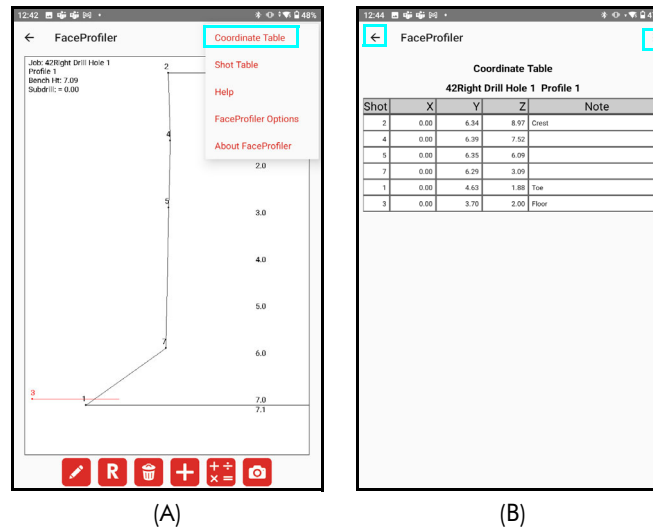 12:42 48%
← FaceProfiler
Coordinate Table
Shot Table
Help
FaceProfiler Options
About FaceProfiler
Job: 42Right Drill Hole 1
Profile 1
Bench Ht: 7.09
Subdrill: = 0.00
2
4
2.0
5
3.0
4.0
5.0
7
6.0
3
1
7.0
7.1
R
(A)
12:44
← FaceProfiler
Coordinate Table
42Right Drill Hole 1 Profile 1
Shot X Y Z Note
2 0.00 6.34 8.97 Crest
4 0.00 6.39 7.52
5 0.00 6.35 6.09
7 0.00 6.29 3.09
1 0.00 4.63 1.88 Toe
3 0.00 3.70 2.00 Floor
(B)